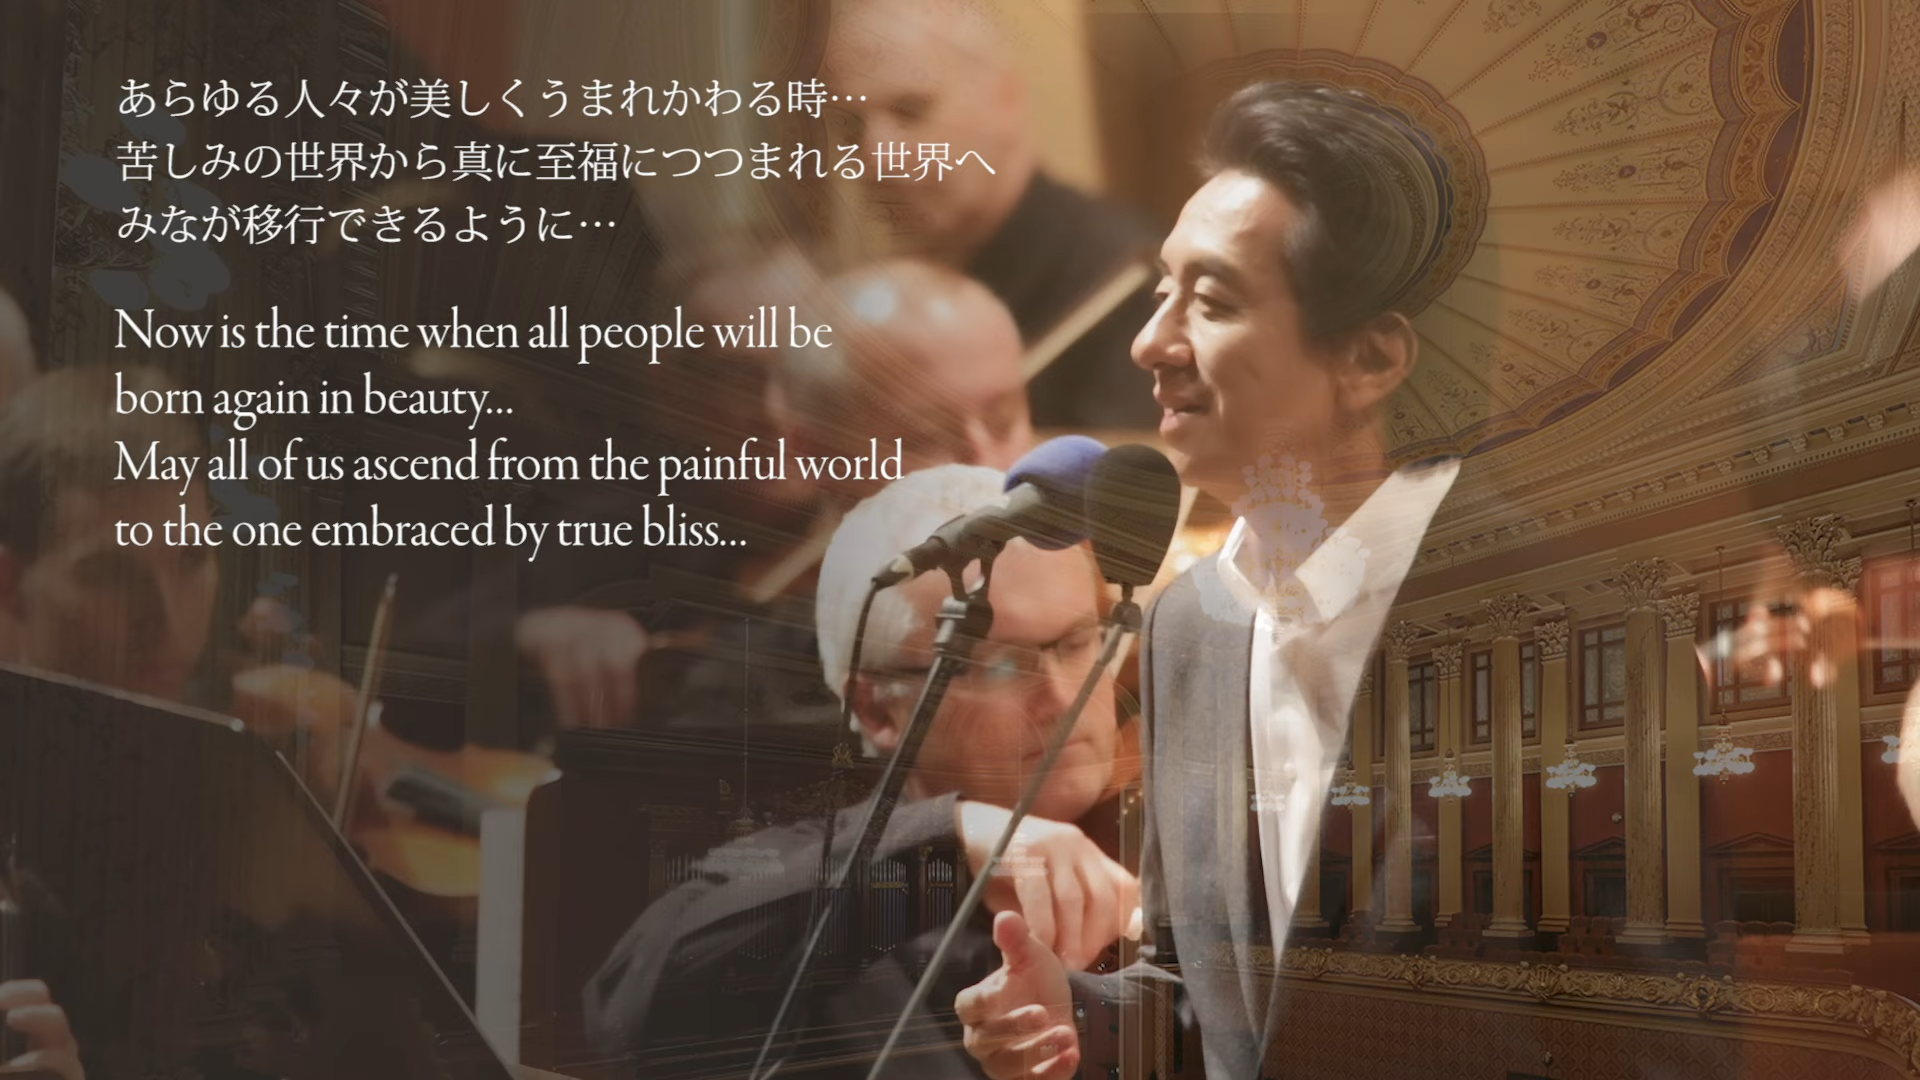 あらゆる人々が美しくうまれかわる時…
苦しみの世界から真に至福につつまれる世界へ
みなが移行できるように…
Now is the time when all people will be
born again in beauty...
May all of us ascend from the painful world
to the one embraced by true bliss...